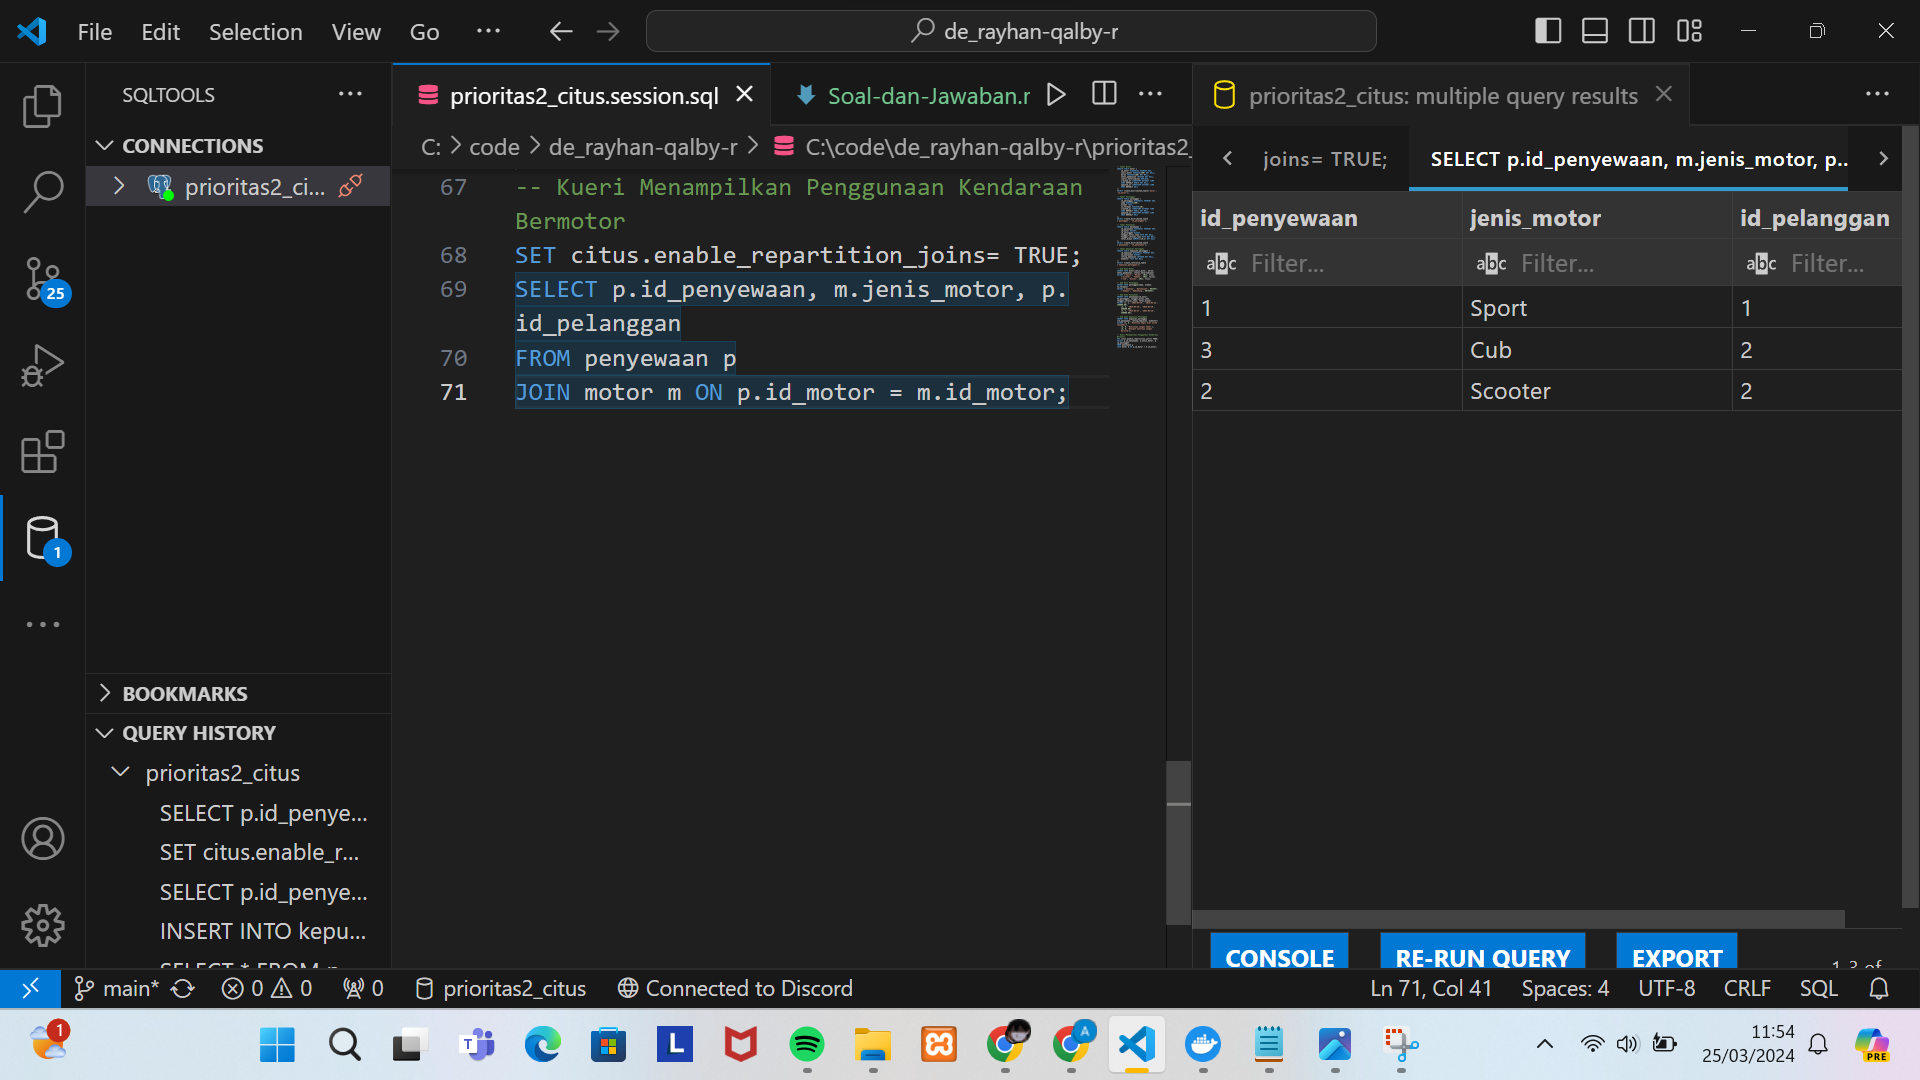 File Edit Selection View Go ···
de_rayhan-qalby-r
SQLTOOLS
CONNECTIONS
prioritas2_ci...
prioritas2_citus.session.sql
Soal-dan-Jawaban.r
C: > code > de_rayhan-qalby-r > C:\code\de_rayhan-qalby-r\prioritas2_
67 -- Kueri Menampilkan Penggunaan Kendaraan
Bermotor
68 SET citus.enable_repartition_joins= TRUE;
69 SELECT p.id_penyewaan, m.jenis_motor, p.
id_pelanggan
70 FROM penyewaan p
71 JOIN motor m ON p.id_motor = m.id_motor;
prioritas2_citus: multiple query results
joins= TRUE;
SELECT p.id_penyewaan, m.jenis_motor, p..
id_penyewaan jenis_motor id_pelanggan
abc Filter... abc Filter... abc Filter...
1 Sport 1
3 Cub 2
2 Scooter 2
CONSOLE RE-RUN QUERY EXPORT
25
1
BOOKMARKS
QUERY HISTORY
prioritas2_citus
SELECT p.id_penye...
SET citus.enable_r...
SELECT p.id_penye...
INSERT INTO kepu...
main* 0 0 0 prioritas2_citus Connected to Discord
Ln 71, Col 41 Spaces: 4 UTF-8 CRLF SQL
1
T
L
A
11:54
25/03/2024
PRE